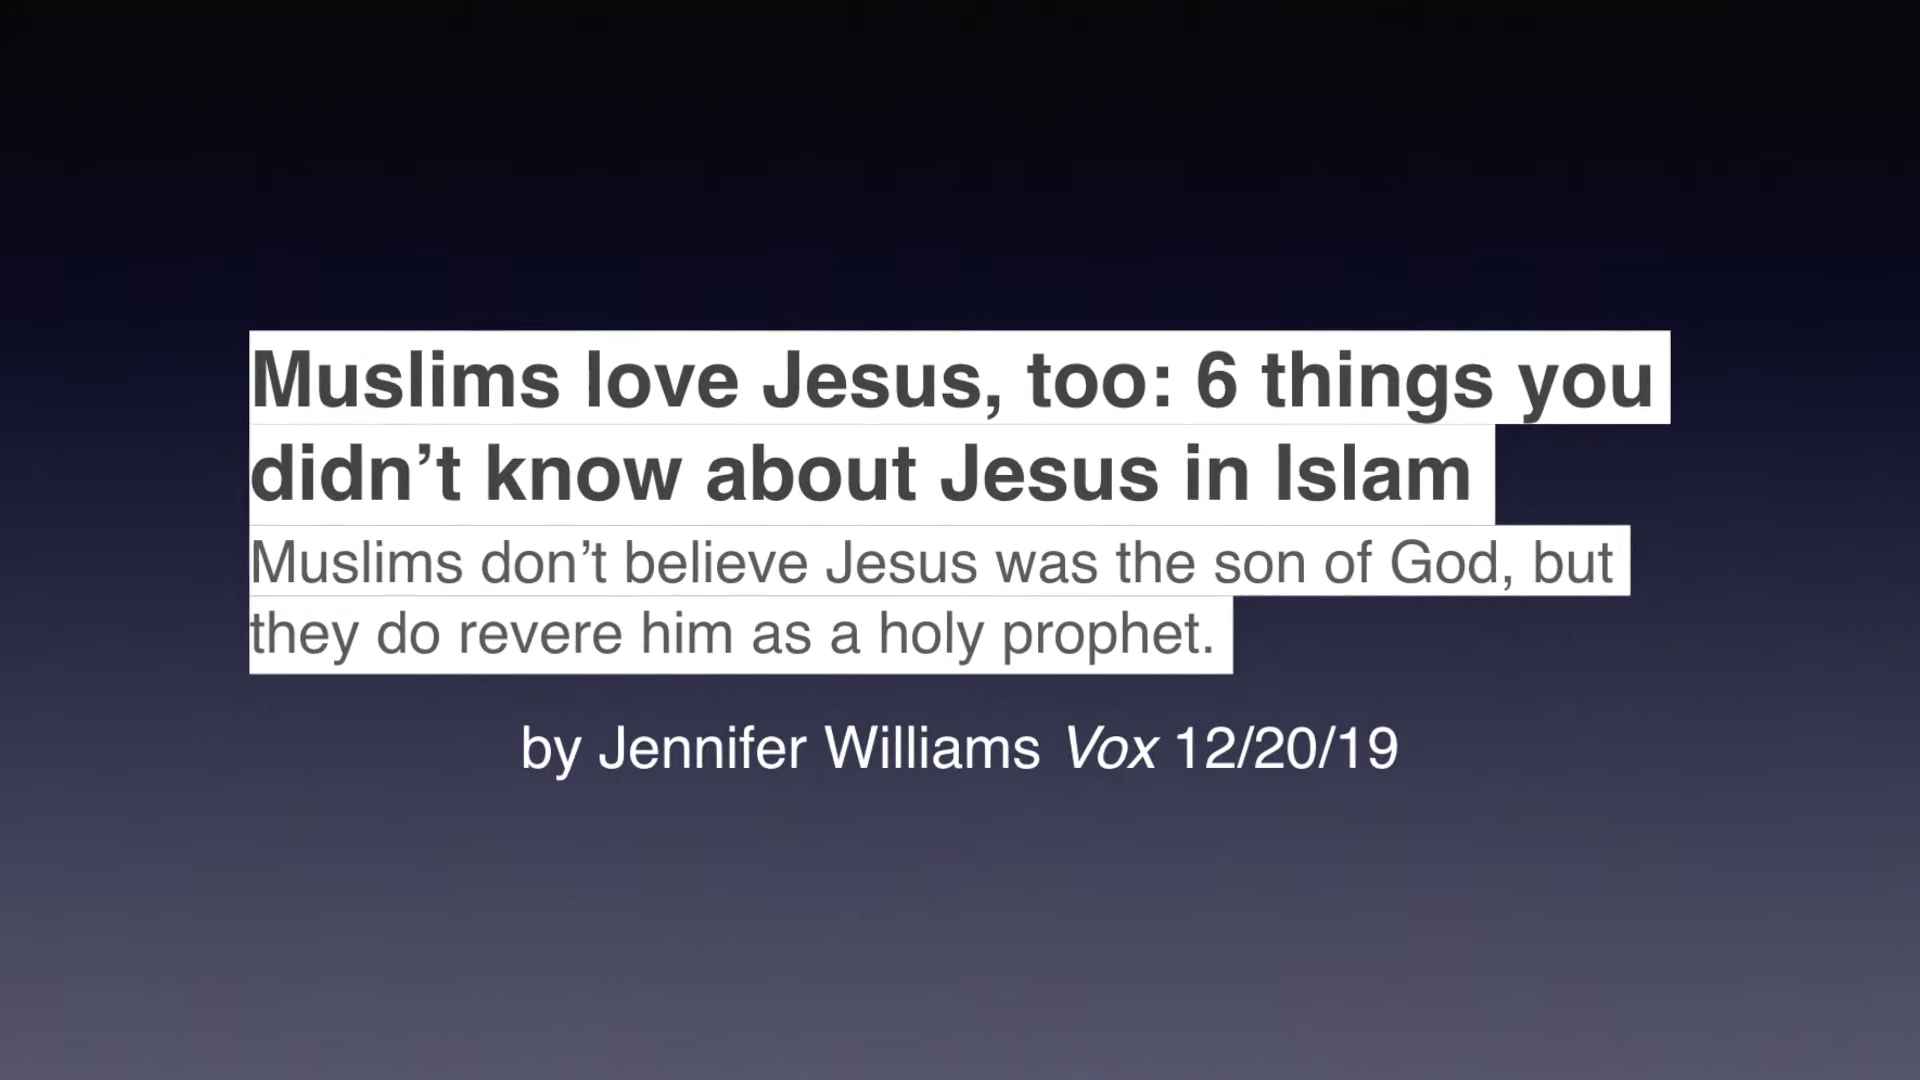 Muslims love Jesus, too: 6 things you
didn’t know about Jesus in Islam
Muslims don’t believe Jesus was the son of God, but
they do revere him as a holy prophet.
by Jennifer Williams Vox 12/20/19